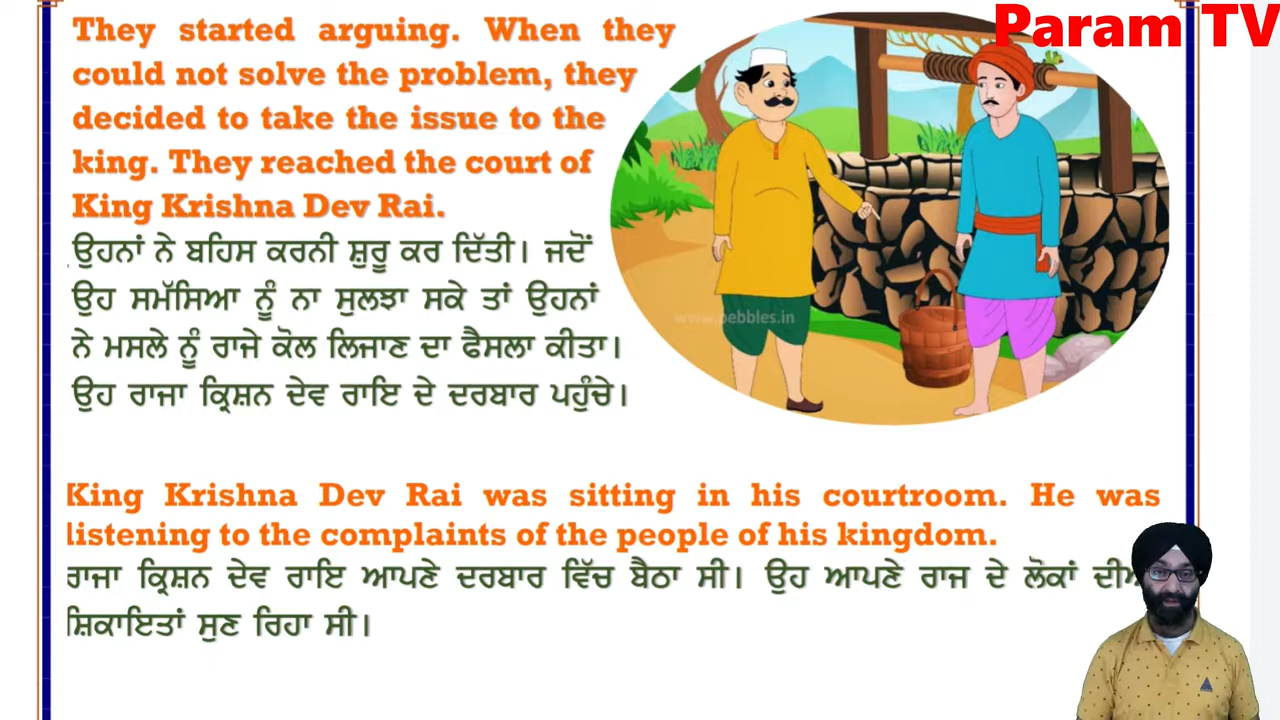 Param TV
They started arguing. When they
could not solve the problem, they
decided to take the issue to the
king. They reached the court of
King Krishna Dev Rai.
ਉਹਨਾਂ ਨੇ ਬਹਿਸ ਕਰਨੀ ਸ਼ੁਰੂ ਕਰ ਦਿੱਤੀ। ਜਦੋਂ
ਉਹ ਸਮੱਸਿਆ ਨੂੰ ਨਾ ਸੁਲਝਾ ਸਕੇ ਤਾਂ ਉਹਨਾਂ
ਨੇ ਮਸਲੇ ਨੂੰ ਰਾਜੇ ਕੋਲ ਲਿਜਾਣ ਦਾ ਫੈਸਲਾ ਕੀਤਾ।
ਉਹ ਰਾਜਾ ਕ੍ਰਿਸ਼ਨ ਦੇਵ ਰਾਇ ਦੇ ਦਰਬਾਰ ਪਹੁੰਚੇ।
www.pebbles.in
King Krishna Dev Rai was sitting in his courtroom. He was
listening to the complaints of the people of his kingdom.
ਰਾਜਾ ਕ੍ਰਿਸ਼ਨ ਦੇਵ ਰਾਇ ਆਪਣੇ ਦਰਬਾਰ ਵਿੱਚ ਬੈਠਾ ਸੀ। ਉਹ ਆਪਣੇ ਰਾਜ ਦੇ ਲੋਕਾਂ
ਸ਼ਿਕਾਇਤਾਂ ਸੁਣ ਰਿਹਾ ਸੀ।